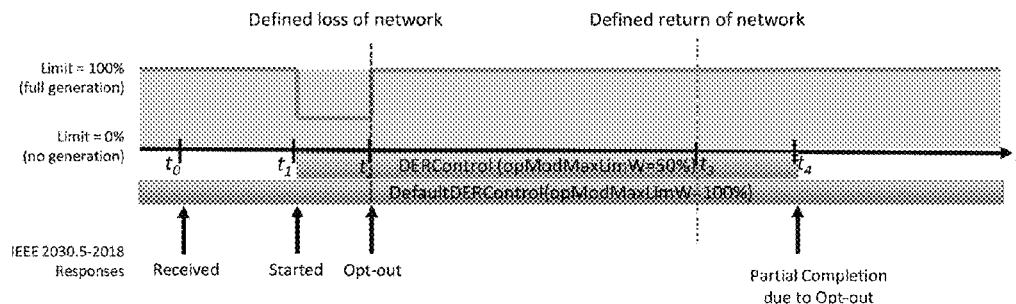 Defined loss of network
Defined return of network
Limit = 100%
(full generation)
Limit = 0%
(no generation)
t0
t1
t
DERControl (opModMaxLimW=50%)
t3
t4
DefaultDERControl(opModMaxLimW=100%)
IEEE 2030.5-2018
Responses
Received
Started
Opt-out
Partial Completion
due to Opt-out